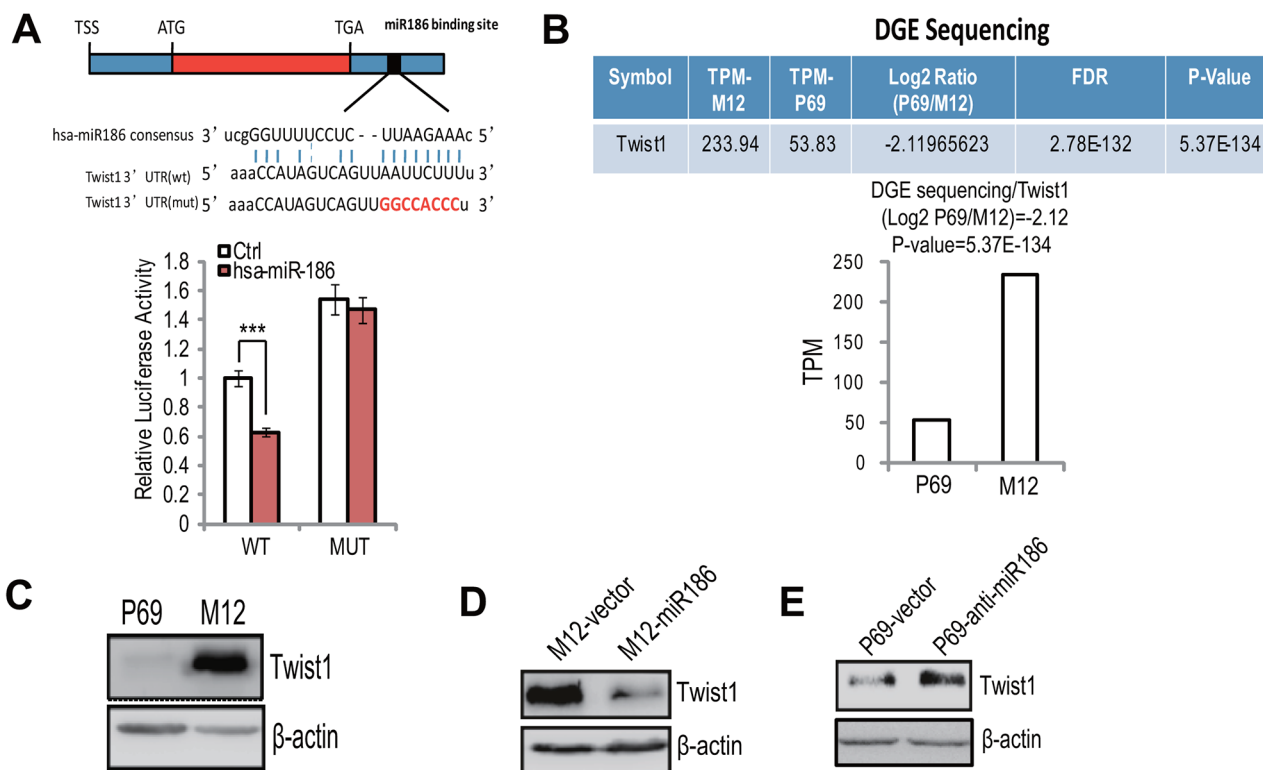 A
TSS ATG TGA miR186 binding site
hsa-miR186 consensus 3’ ucgGGUUUUCCUC - - UUAAGAAAc 5’
Twist1 3’ UTR(wt) 5’ aaaCCAUAGUCAGUUAAUUCUUUu 3’
Twist1 3’ UTR(mut) 5’ aaaCCAUAGUCAGUUGGCCACCCu 3’
Ctrl
hsa-miR-186
Relative Luciferase Activity
1.8
1.6
1.4
1.2
1
0.8
0.6
0.4
0.2
0
***
WT MUT
B
DGE Sequencing
Symbol TPM-M12 TPM-P69 Log2 Ratio (P69/M12) FDR P-Value
Twist1 233.94 53.83 -2.11965623 2.78E-132 5.37E-134
DGE sequencing/Twist1
(Log2 P69/M12)=-2.12
P-value=5.37E-134
TPM
250
200
150
100
50
0
P69 M12
C
P69 M12
Twist1
β-actin
D
M12-vector M12-miR186
Twist1
β-actin
E
P69-vector P69-anti-miR186
Twist1
β-actin